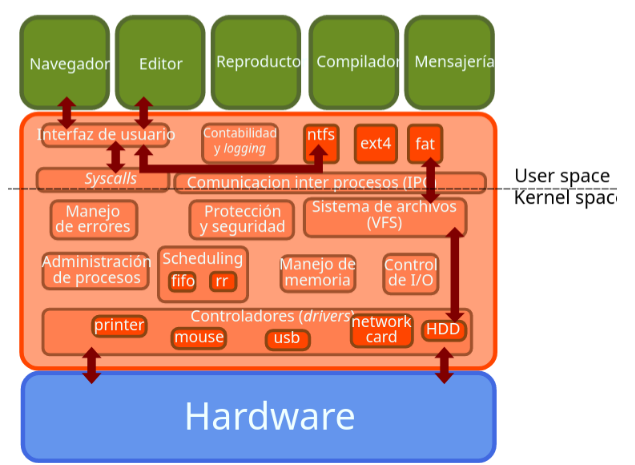 Navegador
Editor
Reproducto
Compilador
Mensajería
Interfaz de usuario
Contabilidad
y logging
ntfs
ext4
fat
Syscalls
Comunicacion inter procesos (IPC
User space
Kernel space
Manejo
de errores
Protección
y seguridad
Sistema de archivos
(VFS)
Administración
de procesos
Scheduling
fifo
rr
Manejo de
memoria
Control
de I/O
Controladores (drivers)
printer
mouse
usb
network
card
HDD
Hardware